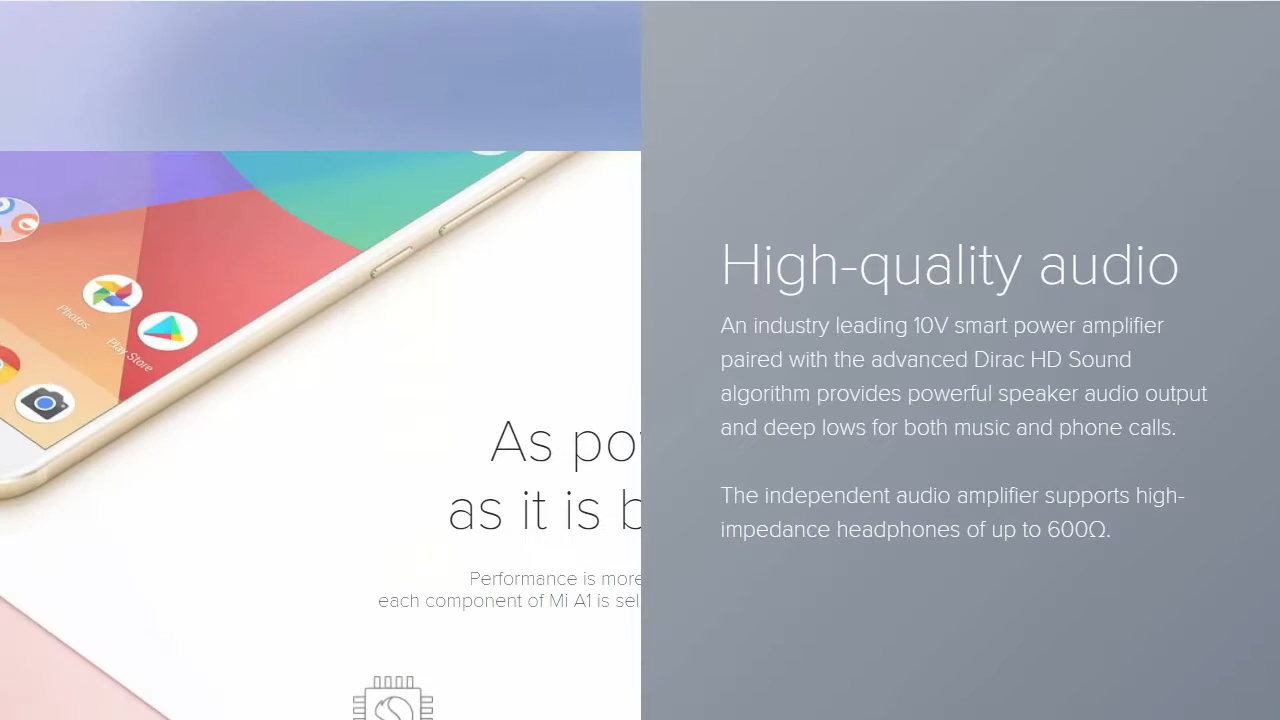 Photos
Play Store
As po
as it is b
Performance is more
each component of Mi A1 is sel
High-quality audio
An industry leading 10V smart power amplifier
paired with the advanced Dirac HD Sound
algorithm provides powerful speaker audio output
and deep lows for both music and phone calls.
The independent audio amplifier supports high-
impedance headphones of up to 600Ω.